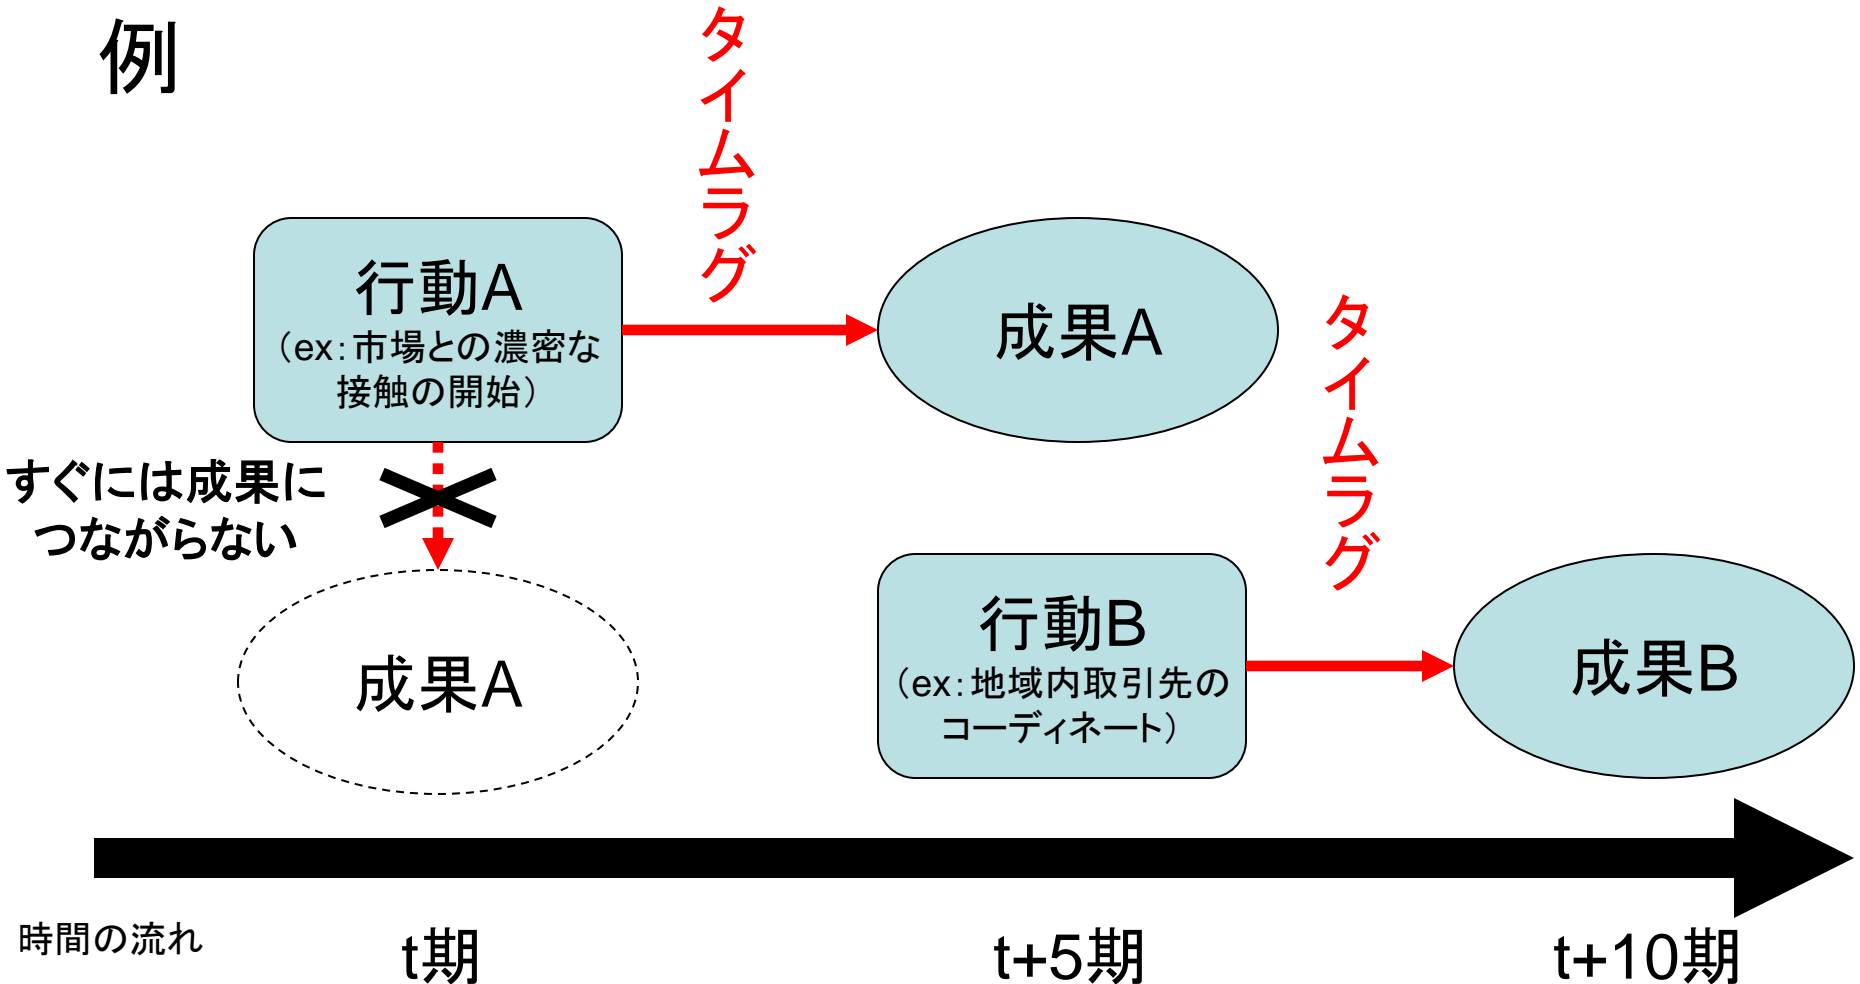 例
タイムラグ
行動A
（ex：市場との濃密な
接触の開始）
成果A
タイムラグ
すぐには成果に
つながらない
成果A
行動B
（ex：地域内取引先の
コーディネート）
成果B
時間の流れ
t期
t+5期
t+10期